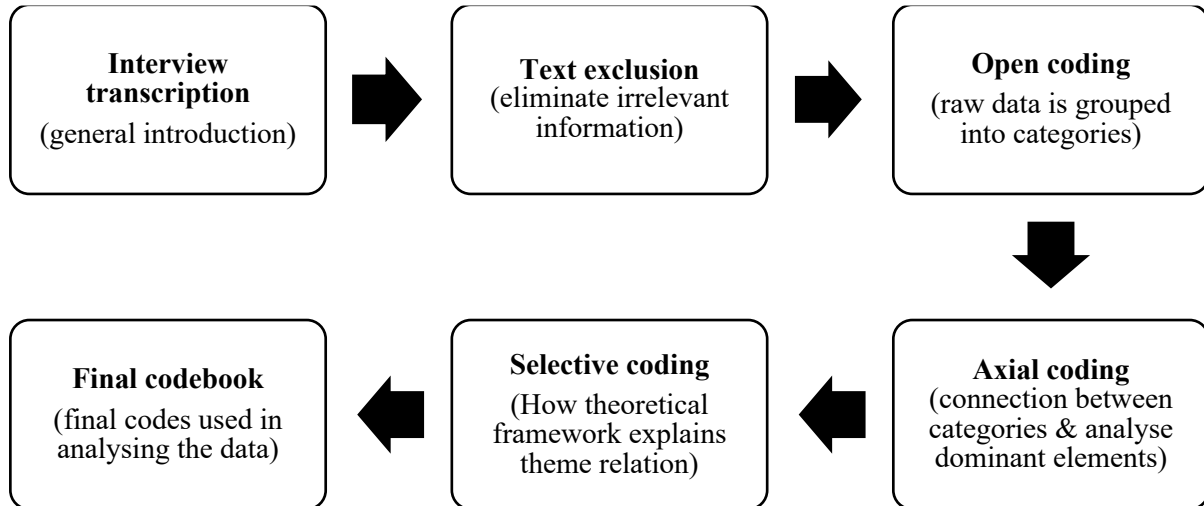 Interview
transcription
(general introduction)
Text exclusion
(eliminate irrelevant
information)
Open coding
(raw data is grouped
into categories)
Axial coding
(connection between
categories & analyse
dominant elements)
Selective coding
(How theoretical
framework explains
theme relation)
Final codebook
(final codes used in
analysing the data)